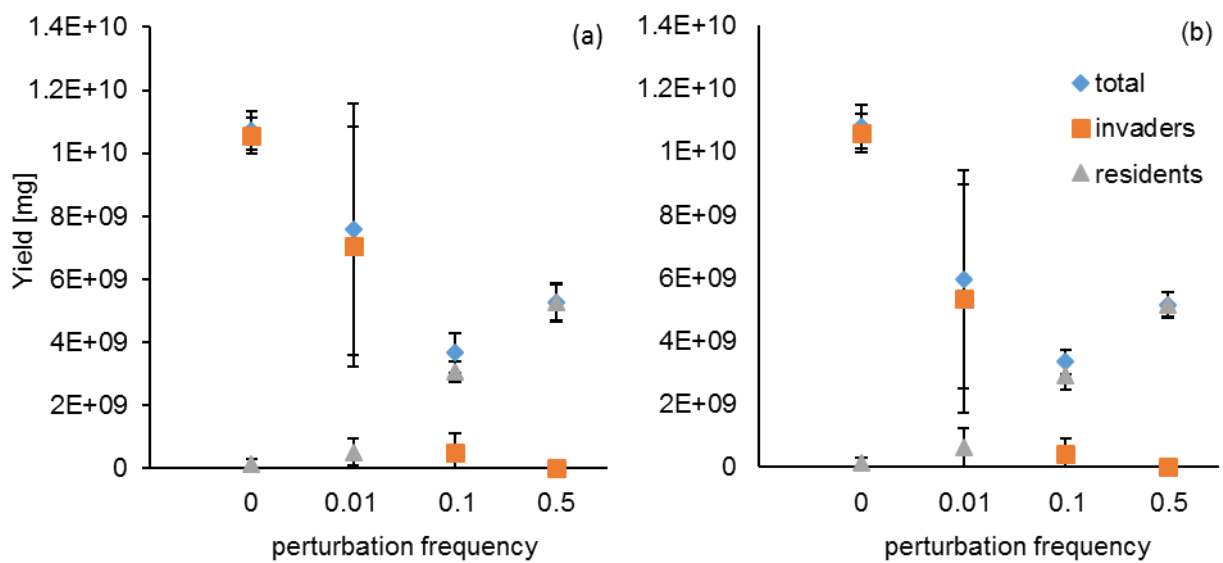 1.4E+10
1.2E+10
1E+10
8E+09
6E+09
4E+09
2E+09
0
Yield [mg]
(a)
0 0.01 0.1 0.5
perturbation frequency
1.4E+10
1.2E+10
1E+10
8E+09
6E+09
4E+09
2E+09
0
(b)
total
invaders
residents
0 0.01 0.1 0.5
perturbation frequency